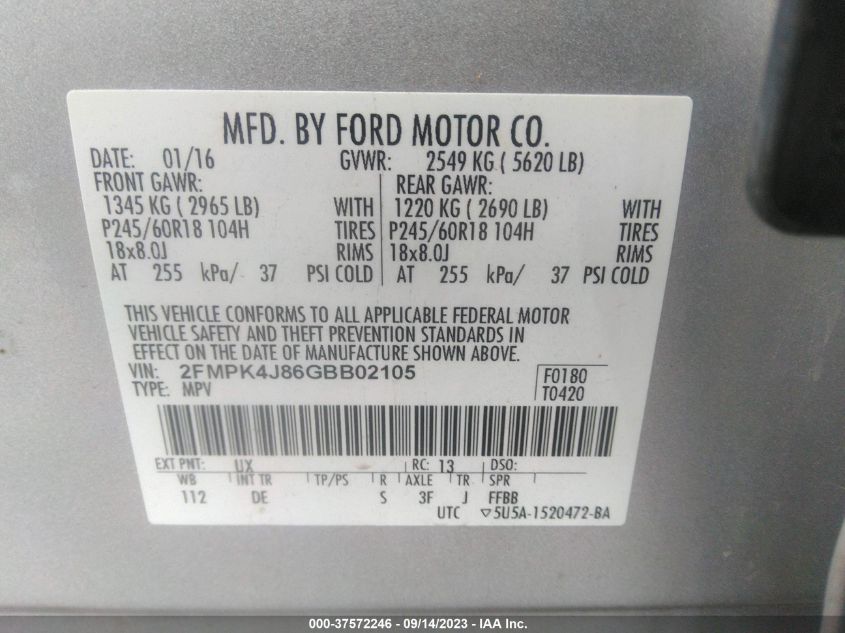 MFD. BY FORD MOTOR CO.
DATE: 01/16 GVWR: 2549 KG ( 5620 LB)
FRONT GAWR: REAR GAWR:
1345 KG ( 2965 LB) WITH 1220 KG ( 2690 LB) WITH
P245/60R18 104H TIRES P245/60R18 104H TIRES
18x8.0J RIMS 18x8.0J RIMS
AT 255 kPa/ 37 PSI COLD AT 255 kPa/ 37 PSI COLD
THIS VEHICLE CONFORMS TO ALL APPLICABLE FEDERAL MOTOR
VEHICLE SAFETY AND THEFT PREVENTION STANDARDS IN
EFFECT ON THE DATE OF MANUFACTURE SHOWN ABOVE.
VIN: 2FMPK4J86GBB02105 F0180
TYPE: MPV T0420
EXT PNT: UX RC: 13 DSO:
WB INT TR TP/PS R AXLE TR SPR
112 DE S 3F J FFBB
UTC ▽5U5A-1520472-BA
000-37572246 - 09/14/2023 - IAA Inc.